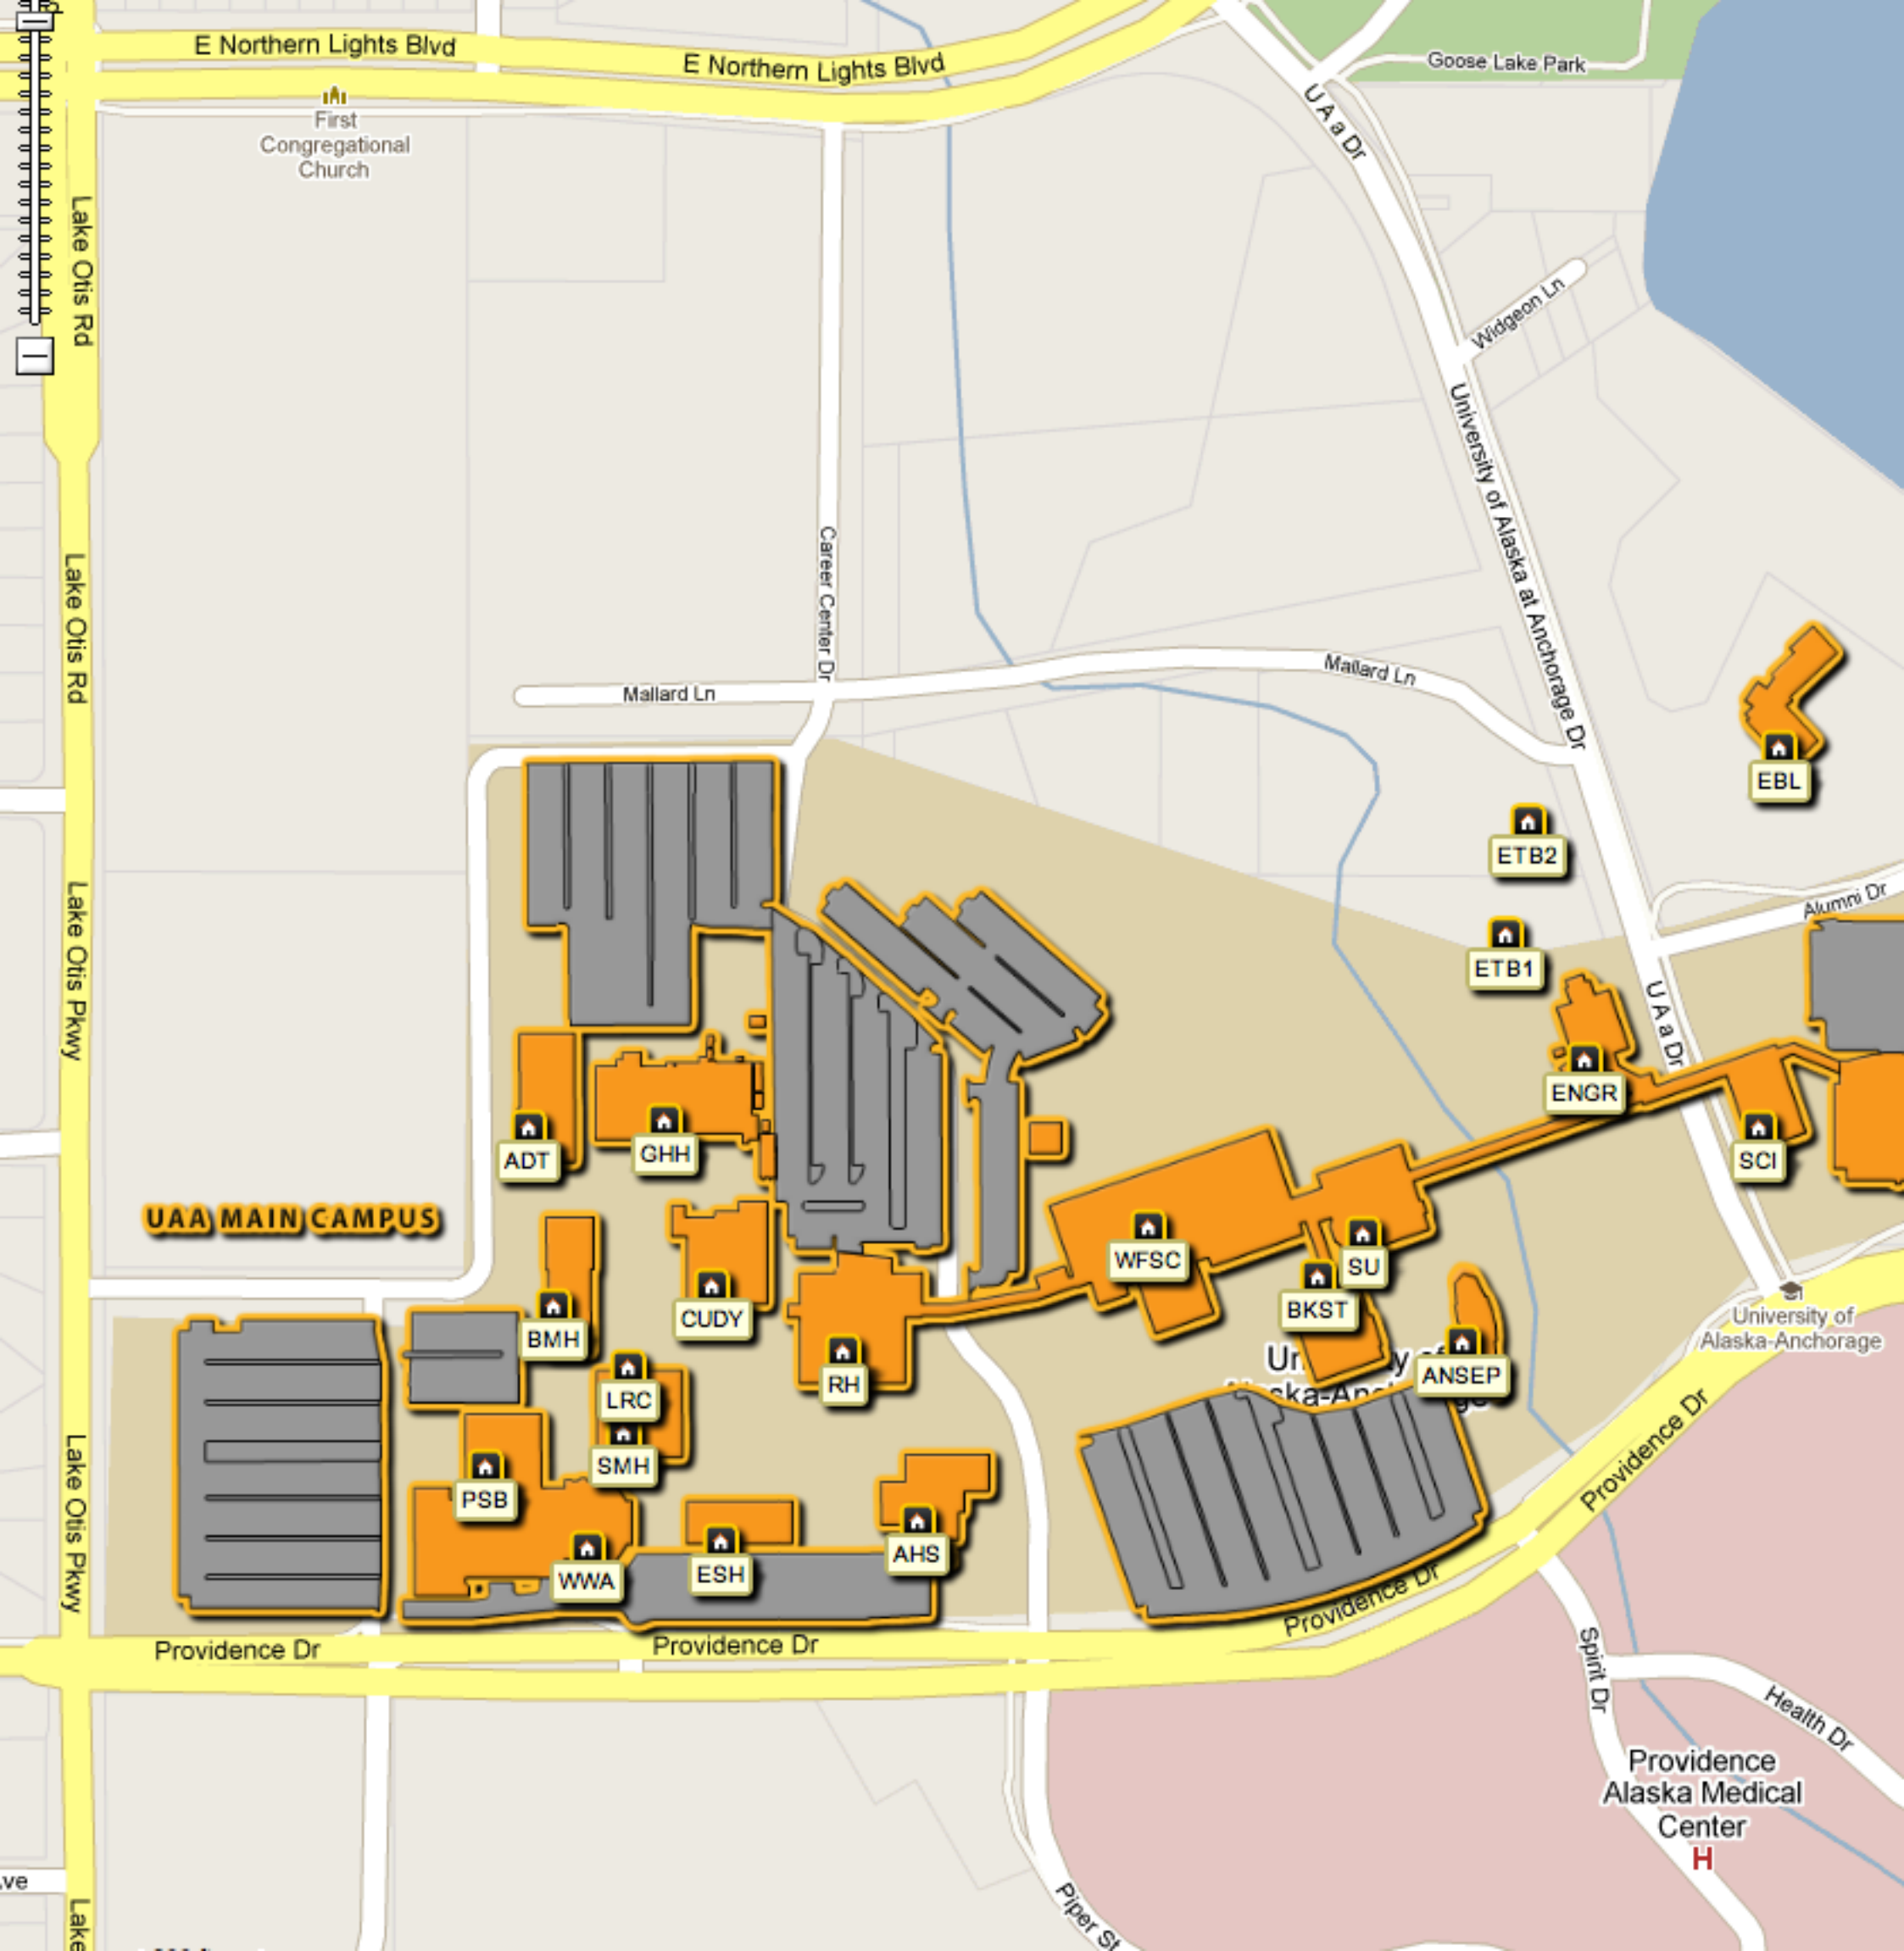 E Northern Lights Blvd
E Northern Lights Blvd
Goose Lake Park
First
Congregational
Church
U A a Dr
Lake Otis Rd
Widgeon Ln
University of Alaska at Anchorage Dr
Career Center Dr
Lake Otis Rd
Mallard Ln
Mallard Ln
EBL
ETB2
Alumni Dr
Lake Otis Pkwy
ETB1
U A a Dr
ENGR
ADT
GHH
SCI
UAA MAIN CAMPUS
WFSC
SU
BKST
CUDY
BMH
University of
Alaska-Anchorage
RH
LRC
ANSEP
SMH
PSB
Lake Otis Pkwy
AHS
ESH
WWA
Providence Dr
Providence Dr
Providence Dr
Providence Dr
Spirit Dr
Health Dr
Providence
Alaska Medical
Center
H
Piper St
Lake